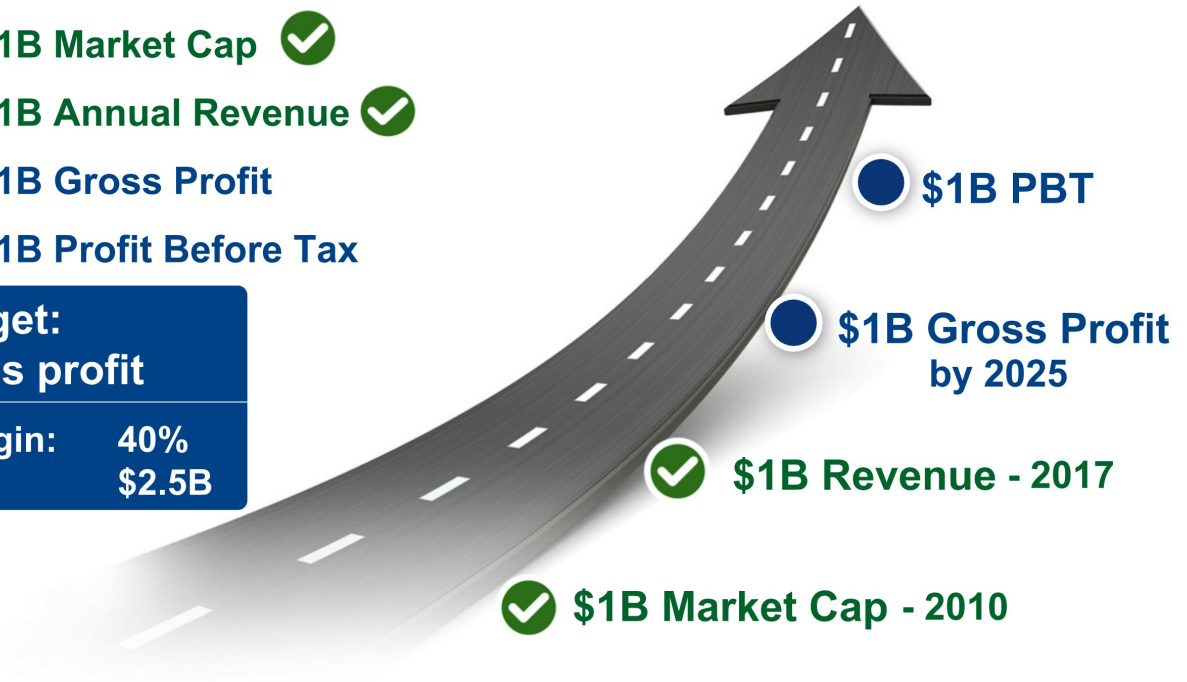 1B Market Cap
1B Annual Revenue
1B Gross Profit
1B Profit Before Tax
get:
s profit
gin: 40%
$2.5B
$1B PBT
$1B Gross Profit
by 2025
$1B Revenue - 2017
$1B Market Cap - 2010